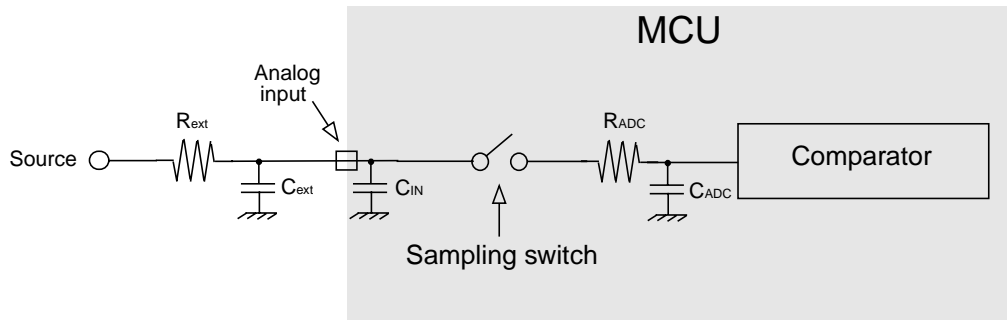 MCU
Analog
input
Rext
RADC
Source
Comparator
Cext
CIN
CADC
Sampling switch